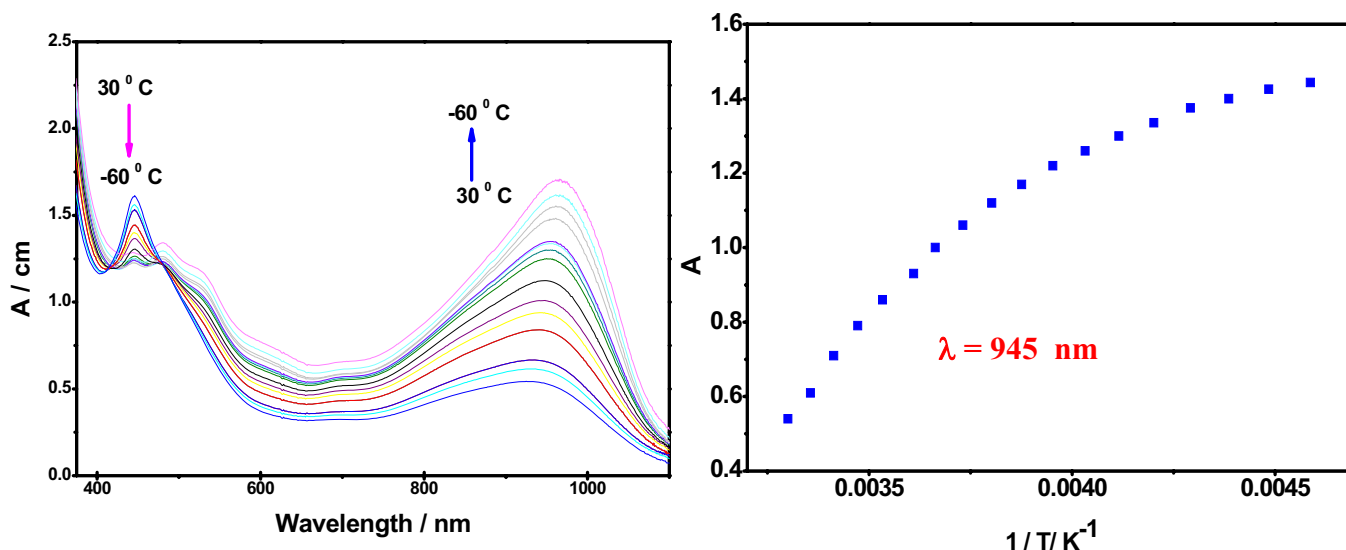 2.5
2.0
1.5
1.0
0.5
0.0
A / cm
30 ⁰ C
-60 ⁰ C
-60 ⁰ C
30 ⁰ C
400 600 800 1000
Wavelength / nm
1.6
1.4
1.2
1.0
0.8
0.6
0.4
A
λ = 945 nm
0.0035 0.0040 0.0045
1 / T/ K⁻¹